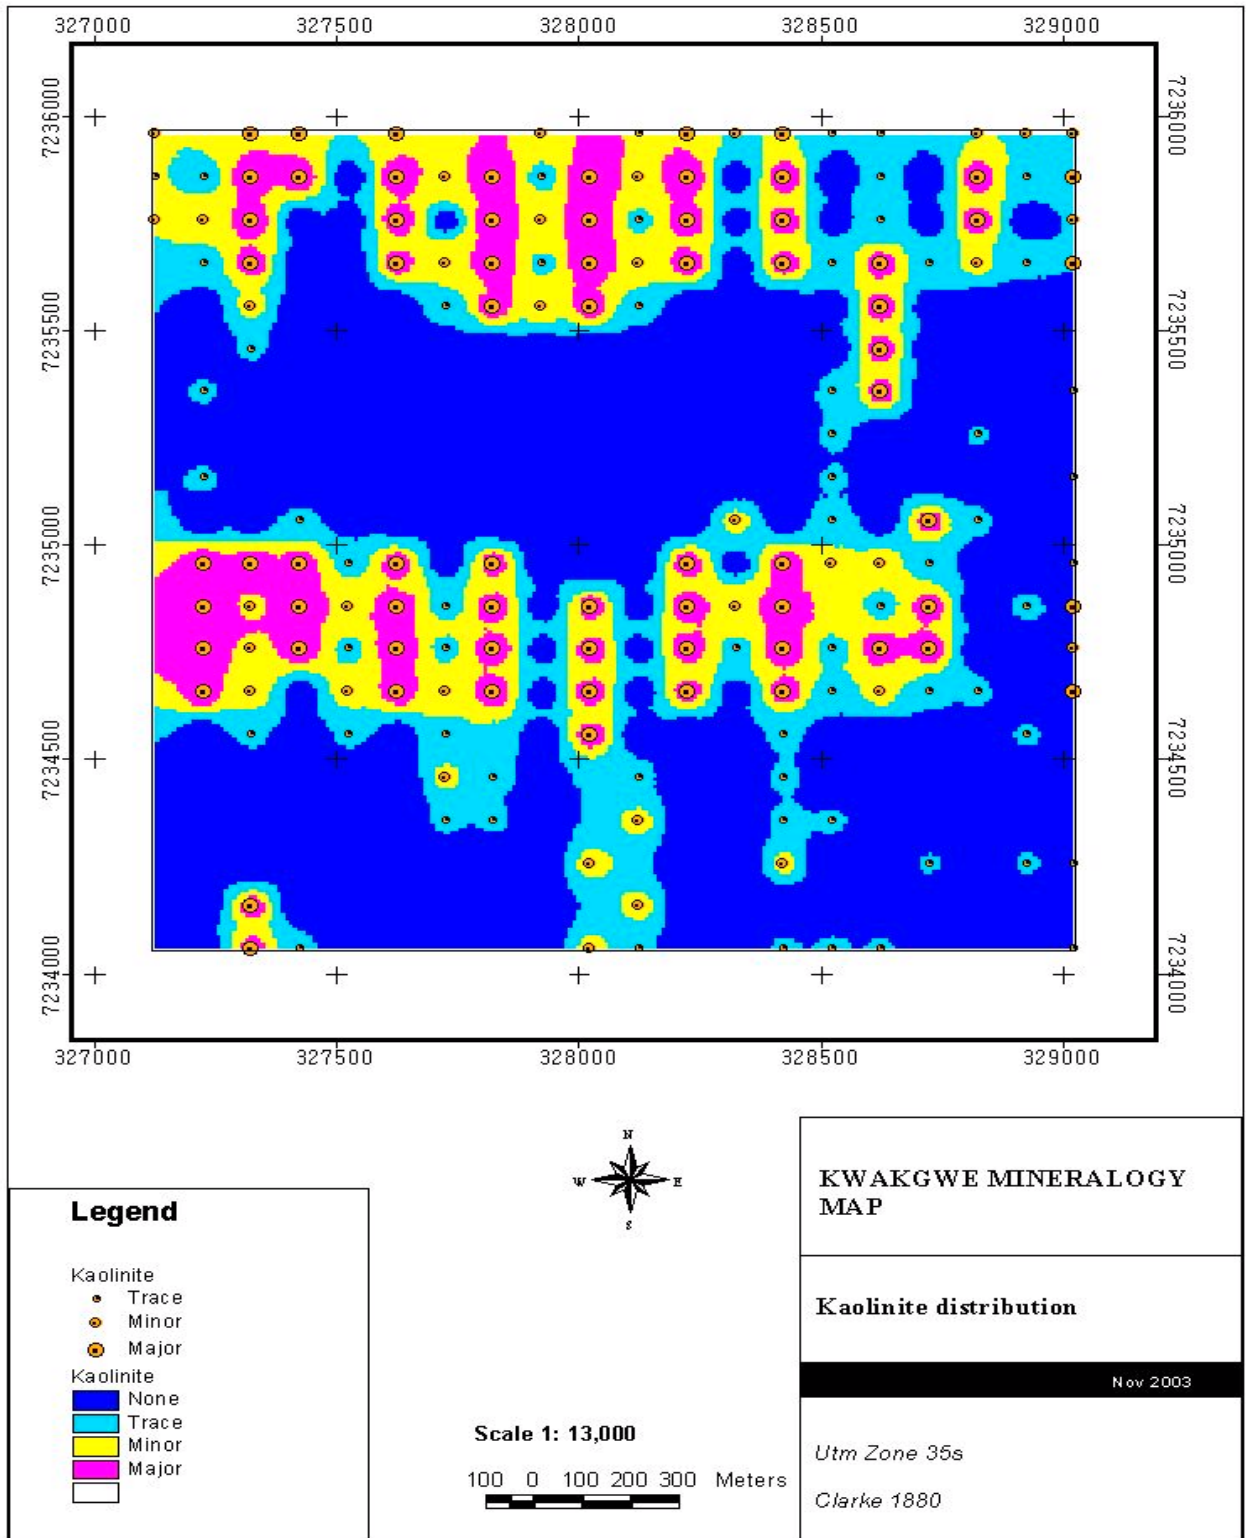 327000 327500 328000 328500 329000
7236000 7236000
7235500 7235500
7235000 7235000
7234500 7234500
7234000 7234000
327000 327500 328000 328500 329000
N
W E
S
Legend
Kaolinite
Trace
Minor
Major
Kaolinite
None
Trace
Minor
Major
Scale 1: 13,000
100 0 100 200 300 Meters
KWAKGWE MINERALOGY
MAP
Kaolinite distribution
Nov 2003
Utm Zone 35s
Clarke 1880